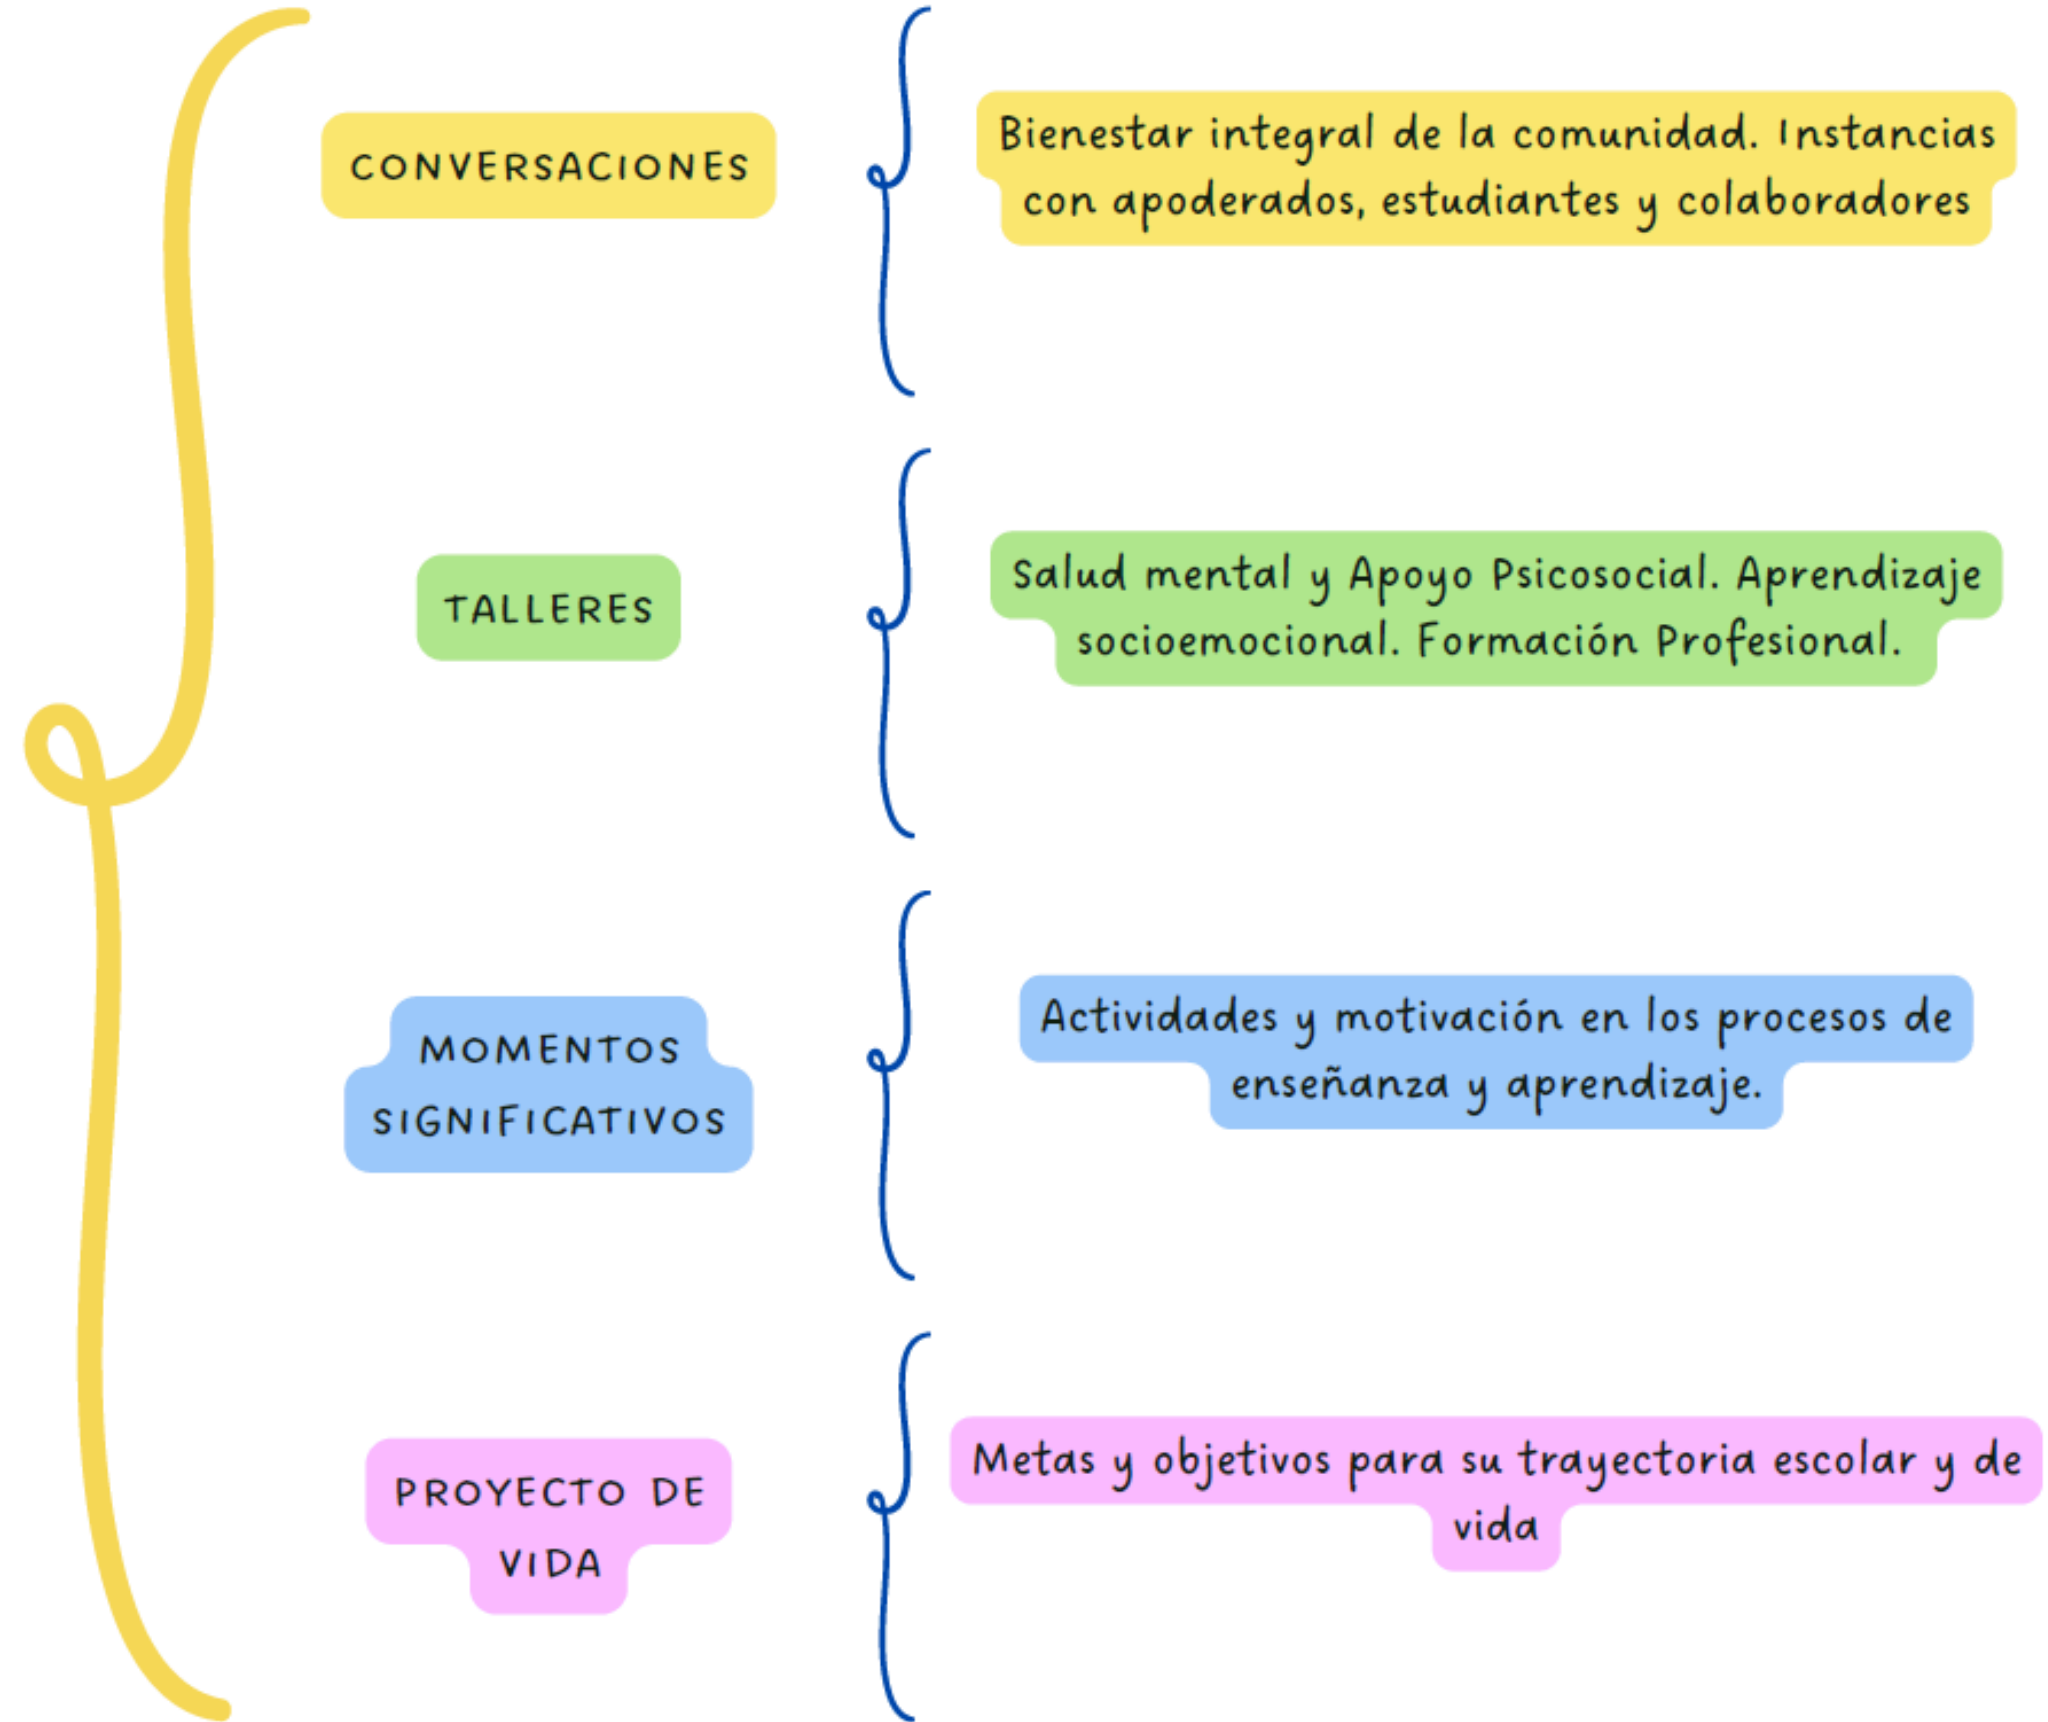 CONVERSACIONES
Bienestar integral de la comunidad. Instancias
con apoderados, estudiantes y colaboradores
TALLERES
Salud mental y Apoyo Psicosocial. Aprendizaje
socioemocional. Formación Profesional.
MOMENTOS
SIGNIFICATIVOS
Actividades y motivación en los procesos de
enseñanza y aprendizaje.
PROYECTO DE
VIDA
Metas y objetivos para su trayectoria escolar y de
vida